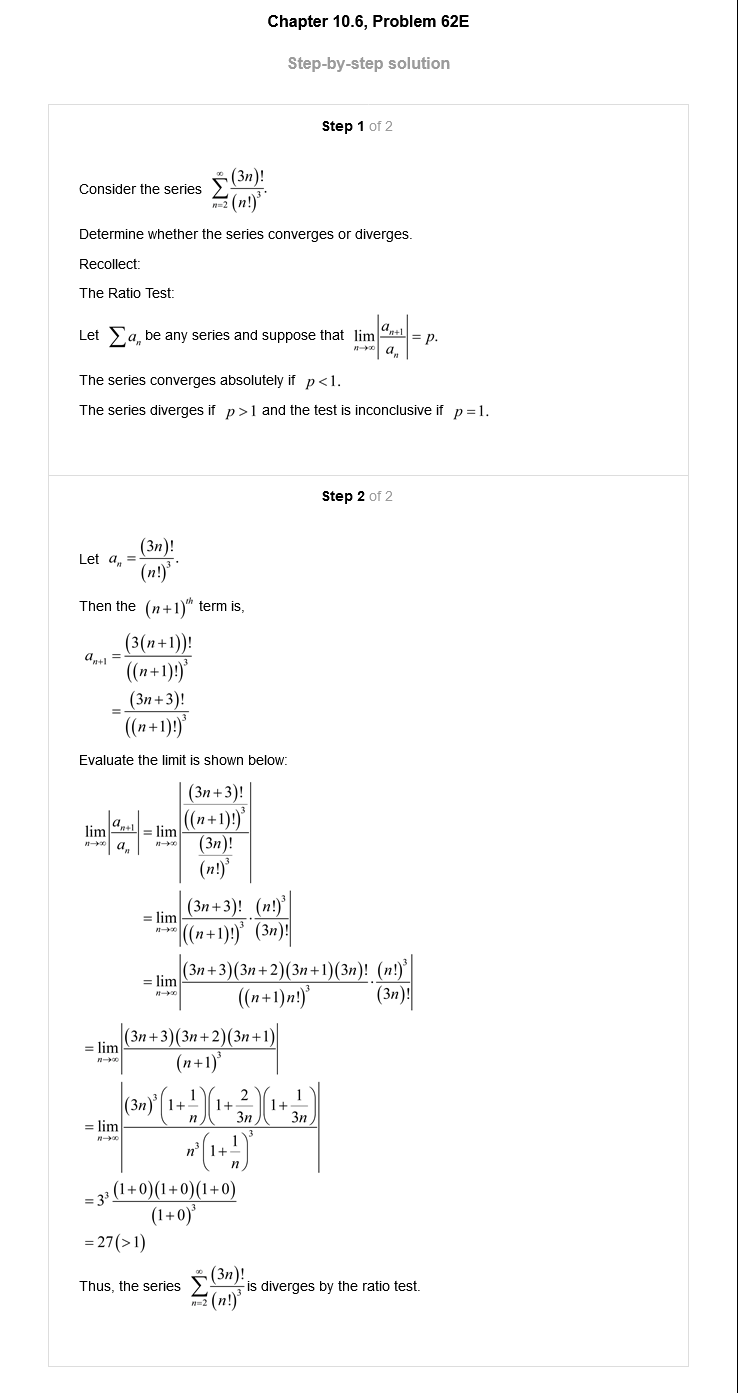 Chapter 10.6, Problem 62E
Step-by-step solution
Step 1 of 2
Consider the series $\sum_{n=2}^{\infty}\frac{(3n)!}{(n!)^3}$.
Determine whether the series converges or diverges.
Recollect:
The Ratio Test:
Let $\sum a_n$ be any series and suppose that $\lim_{n\to\infty}\left|\frac{a_{n+1}}{a_n}\right|=p.$
The series converges absolutely if $p<1.$
The series diverges if $p>1$ and the test is inconclusive if $p=1.$
Step 2 of 2
Let $a_n=\frac{(3n)!}{(n!)^3}$.
Then the $(n+1)^{th}$ term is,
$a_{n+1}=\frac{(3(n+1))!}{((n+1)!)^3}$
$=\frac{(3n+3)!}{((n+1)!)^3}$
Evaluate the limit is shown below:
$\lim_{n\to\infty}\left|\frac{a_{n+1}}{a_n}\right|=\lim_{n\to\infty}\left|\frac{\frac{(3n+3)!}{((n+1)!)^3}}{\frac{(3n)!}{(n!)^3}}\right|$
$=\lim_{n\to\infty}\left|\frac{(3n+3)!}{((n+1)!)^3}\cdot\frac{(n!)^3}{(3n)!}\right|$
$=\lim_{n\to\infty}\left|\frac{(3n+3)(3n+2)(3n+1)(3n)!}{((n+1)n!)^3}\cdot\frac{(n!)^3}{(3n)!}\right|$
$=\lim_{n\to\infty}\left|\frac{(3n+3)(3n+2)(3n+1)}{(n+1)^3}\right|$
$=\lim_{n\to\infty}\left|\frac{(3n)^3\left(1+\frac{1}{n}\right)\left(1+\frac{2}{3n}\right)\left(1+\frac{1}{3n}\right)}{n^3\left(1+\frac{1}{n}\right)^3}\right|$
$=3^3\frac{(1+0)(1+0)(1+0)}{(1+0)^3}$
$=27(>1)$
Thus, the series $\sum_{n=2}^{\infty}\frac{(3n)!}{(n!)^3}$ is diverges by the ratio test.